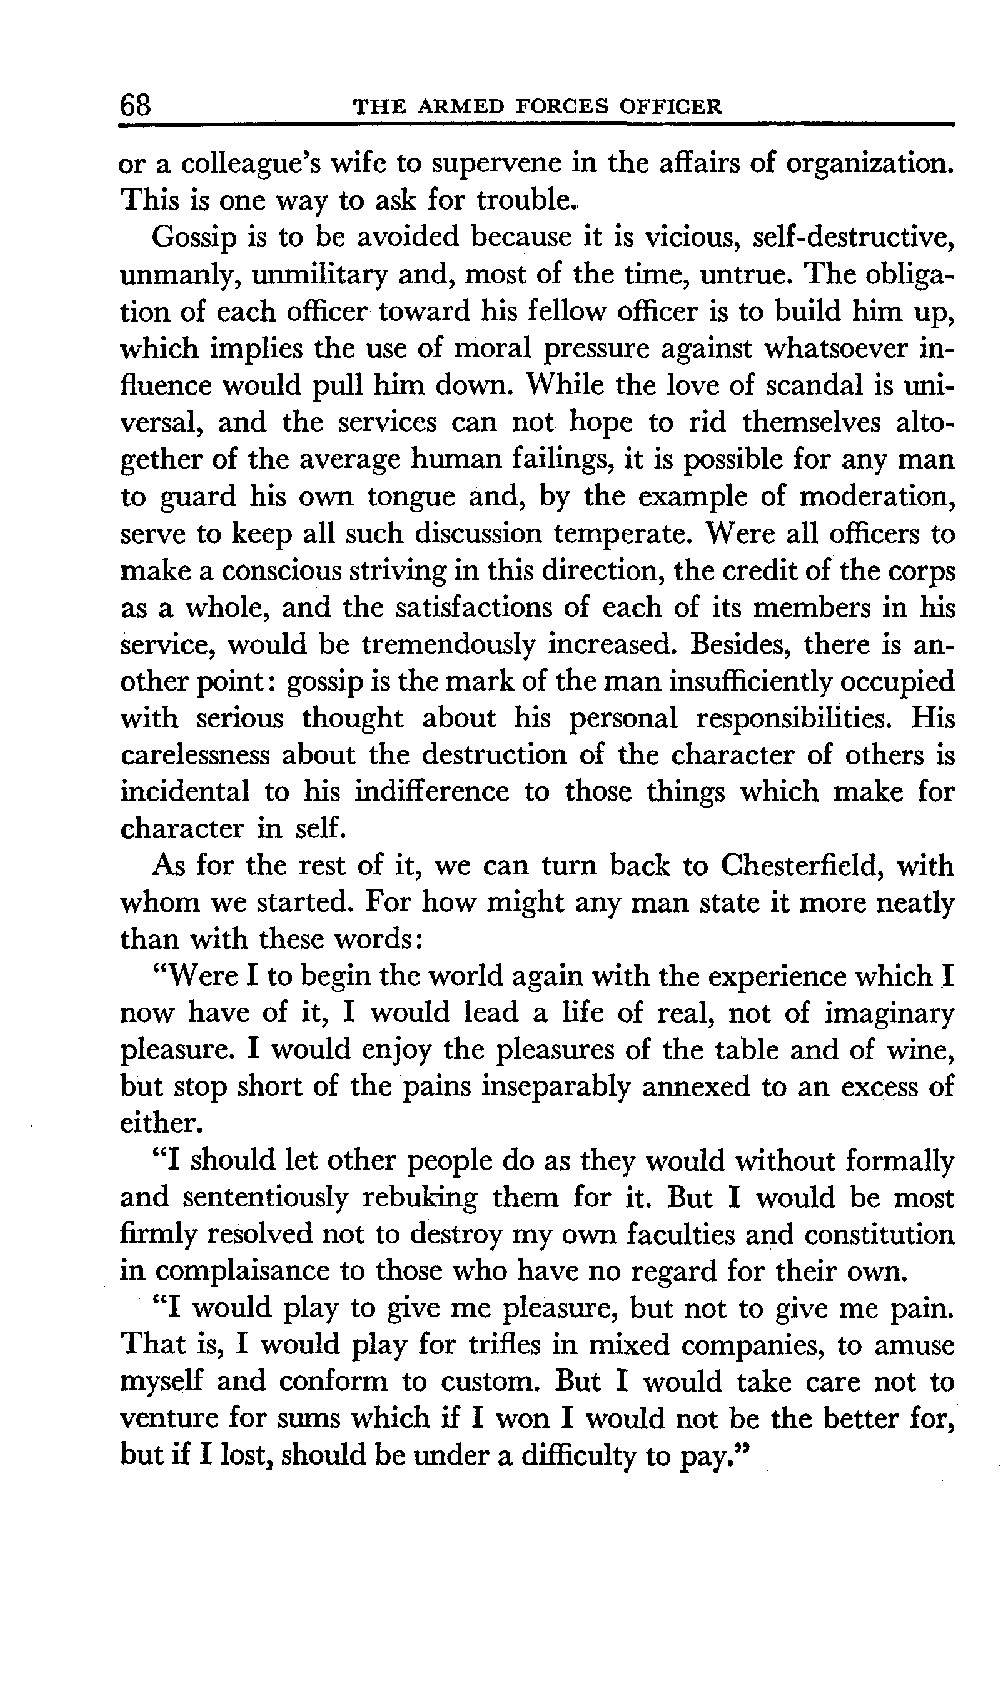 68 THE ARMED FORCES OFFICER
or a colleague's wife to supervene in the affairs of organization.
This is one way to ask for trouble.
Gossip is to be avoided because it is vicious, self-destructive,
unmanly, unmilitary and, most of the time, untrue. The obliga-
tion of each officer toward his fellow officer is to build him up,
which implies the use of moral pressure against whatsoever in-
fluence would pull him down. While the love of scandal is uni-
versal, and the services can not hope to rid themselves alto-
gether of the average human failings, it is possible for any man
to guard his own tongue and, by the example of moderation,
serve to keep all such discussion temperate. Were all officers to
make a conscious striving in this direction, the credit of the corps
as a whole, and the satisfactions of each of its members in his
service, would be tremendously increased. Besides, there is an-
other point: gossip is the mark of the man insufficiently occupied
with serious thought about his personal responsibilities. His
carelessness about the destruction of the character of others is
incidental to his indifference to those things which make for
character in self.
As for the rest of it, we can turn back to Chesterfield, with
whom we started. For how might any man state it more neatly
than with these words:
"Were I to begin the world again with the experience which I
now have of it, I would lead a life of real, not of imaginary
pleasure. I would enjoy the pleasures of the table and of wine,
but stop short of the pains inseparably annexed to an excess of
either.
"I should let other people do as they would without formally
and sententiously rebuking them for it. But I would be most
firmly resolved not to destroy my own faculties and constitution
in complaisance to those who have no regard for their own.
"I would play to give me pleasure, but not to give me pain.
That is, I would play for trifles in mixed companies, to amuse
myself and conform to custom. But I would take care not to
venture for sums which if I won I would not be the better for,
but if I lost, should be under a difficulty to pay."